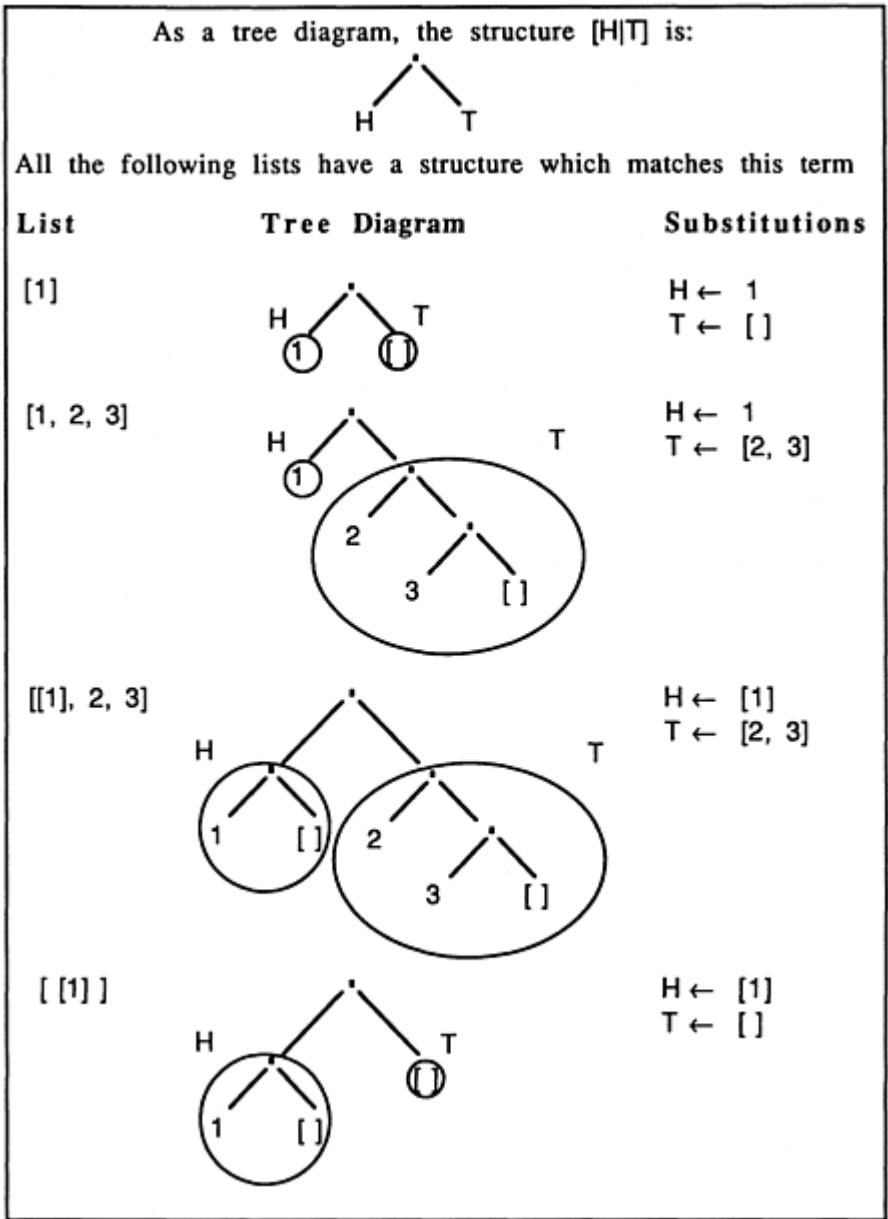 As a tree diagram, the structure [H|T] is:
.
H T
All the following lists have a structure which matches this term
List Tree Diagram Substitutions
[1] . H ← 1
H T T ← [ ]
1 [ ]
[1, 2, 3] . H ← 1
H T T ← [2, 3]
1 .
2 .
3 [ ]
[[1], 2, 3] . H ← [1]
H T T ← [2, 3]
. .
1 [ ] 2 .
3 [ ]
[ [1] ] . H ← [1]
H T T ← [ ]
. [ ]
1 [ ]